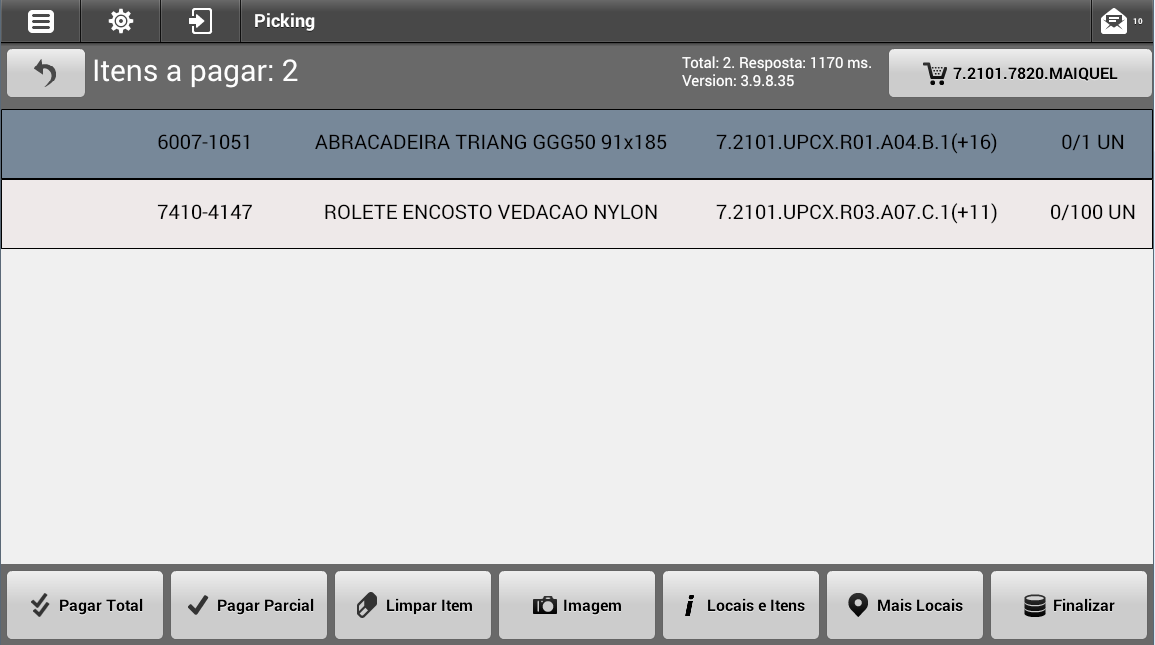 Picking
10
Itens a pagar: 2
Total: 2. Resposta: 1170 ms.
Version: 3.9.8.35
7.2101.7820.MAIQUEL
6007-1051 ABRACADEIRA TRIANG GGG50 91x185 7.2101.UPCX.R01.A04.B.1(+16) 0/1 UN
7410-4147 ROLETE ENCOSTO VEDACAO NYLON 7.2101.UPCX.R03.A07.C.1(+11) 0/100 UN
Pagar Total Pagar Parcial Limpar Item Imagem Locais e Itens Mais Locais Finalizar